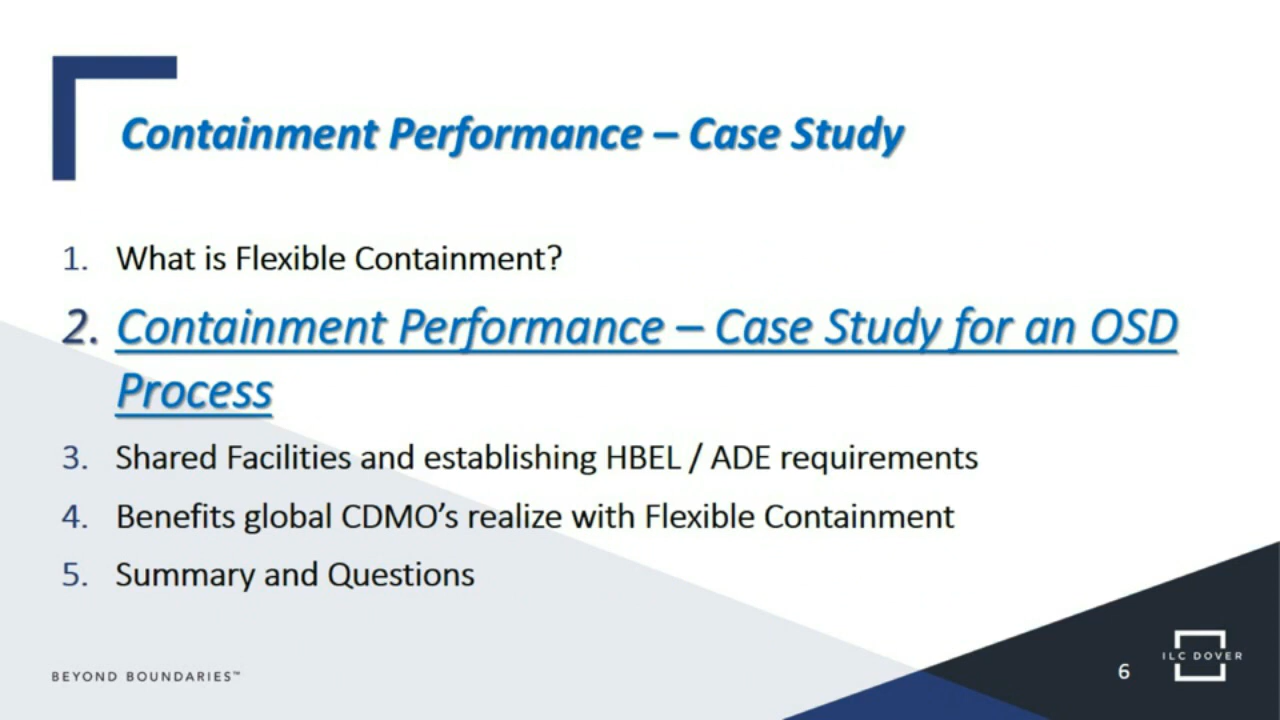 Containment Performance – Case Study
1. What is Flexible Containment?
2. Containment Performance – Case Study for an OSD
Process
3. Shared Facilities and establishing HBEL / ADE requirements
4. Benefits global CDMO’s realize with Flexible Containment
5. Summary and Questions
BEYOND BOUNDARIES™
6
ILC DOVER